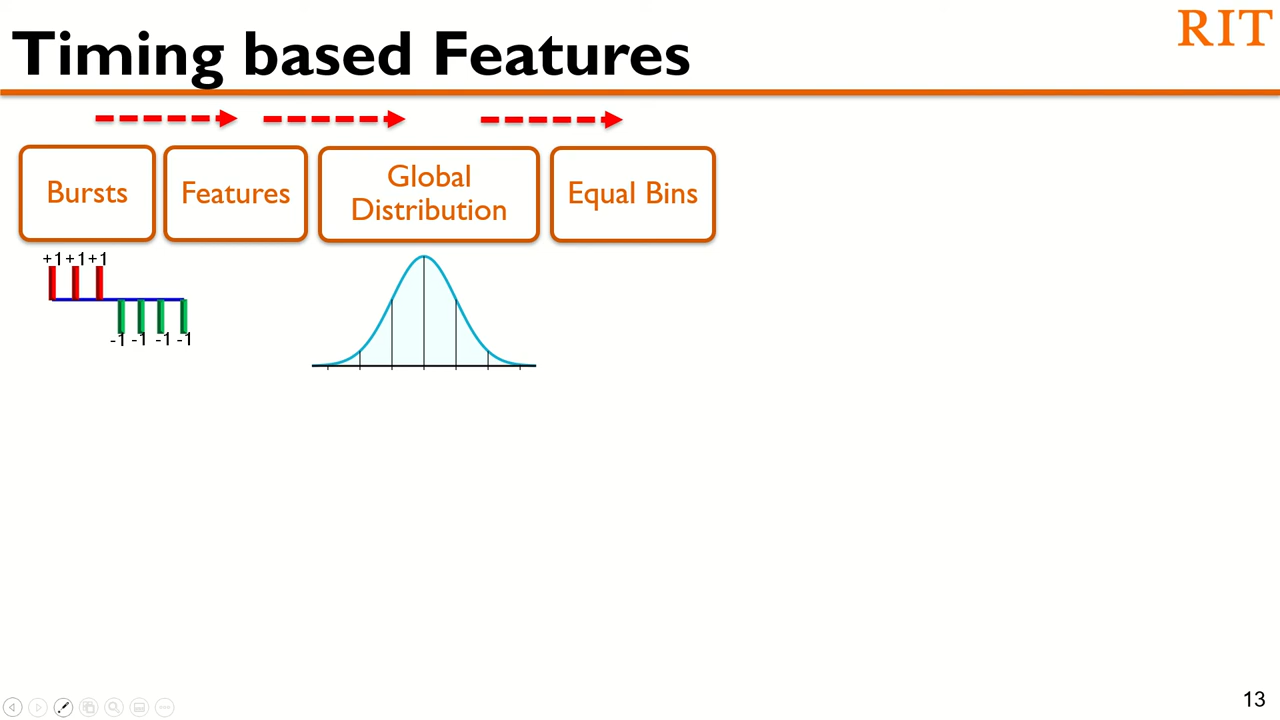 RIT
Timing based Features
Bursts
Features
Global
Distribution
Equal Bins
+1 +1 +1
-1 -1 -1 -1
13